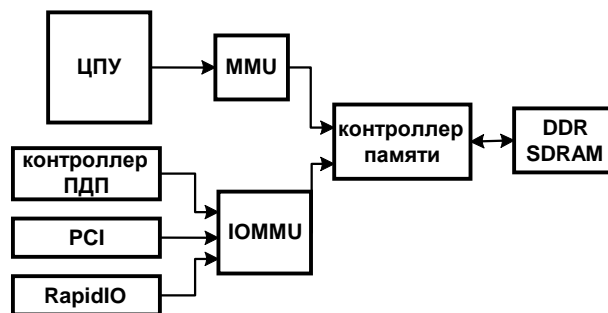 ЦПУ
MMU
контроллер
памяти
DDR
SDRAM
контроллер
ПДП
PCI
IOMMU
RapidIO